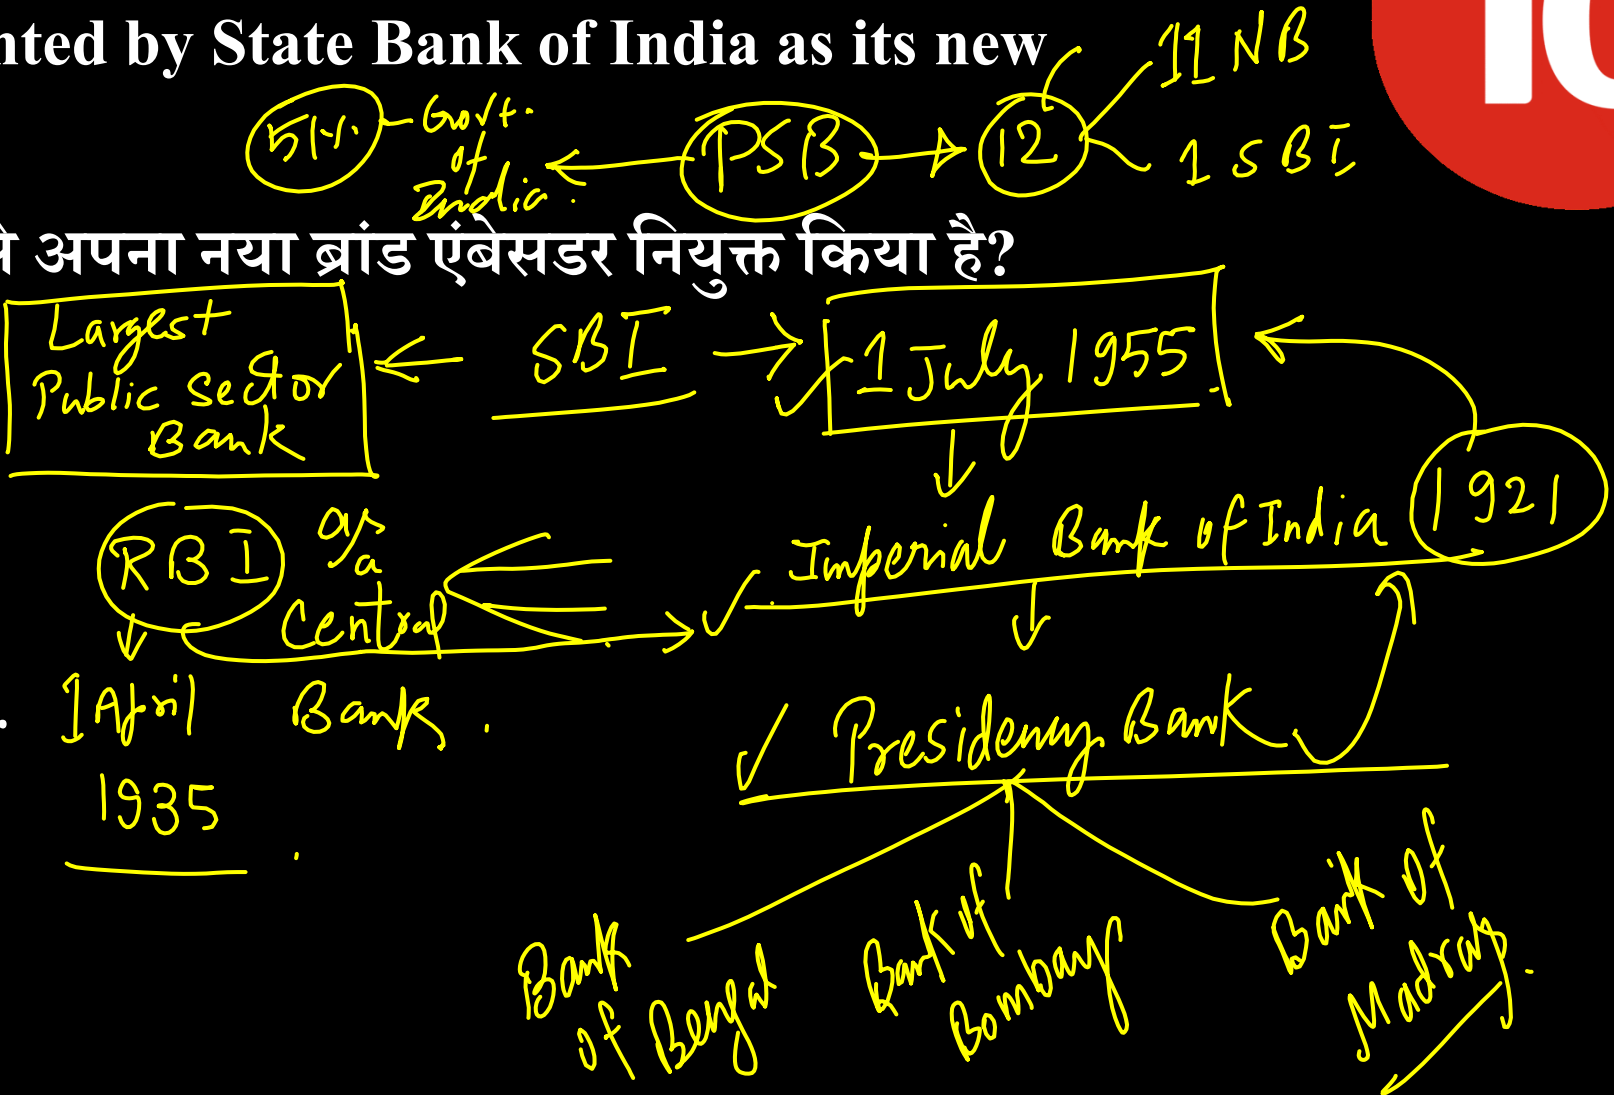 nted by State Bank of India as its new
11 NB
51%. Govt. of India. PSB 12
1 SBI
अपना नया ब्रांड एंबेसडर नियुक्त किया है?
Largest
Public Sector
Bank
SBI
1 July 1955
1921
Imperial Bank of India
RBI as a
Central
Bank.
1 April
1935
Presidency Bank
Bank
of Bengal
Bank of
Bombay
Bank of
Madras.